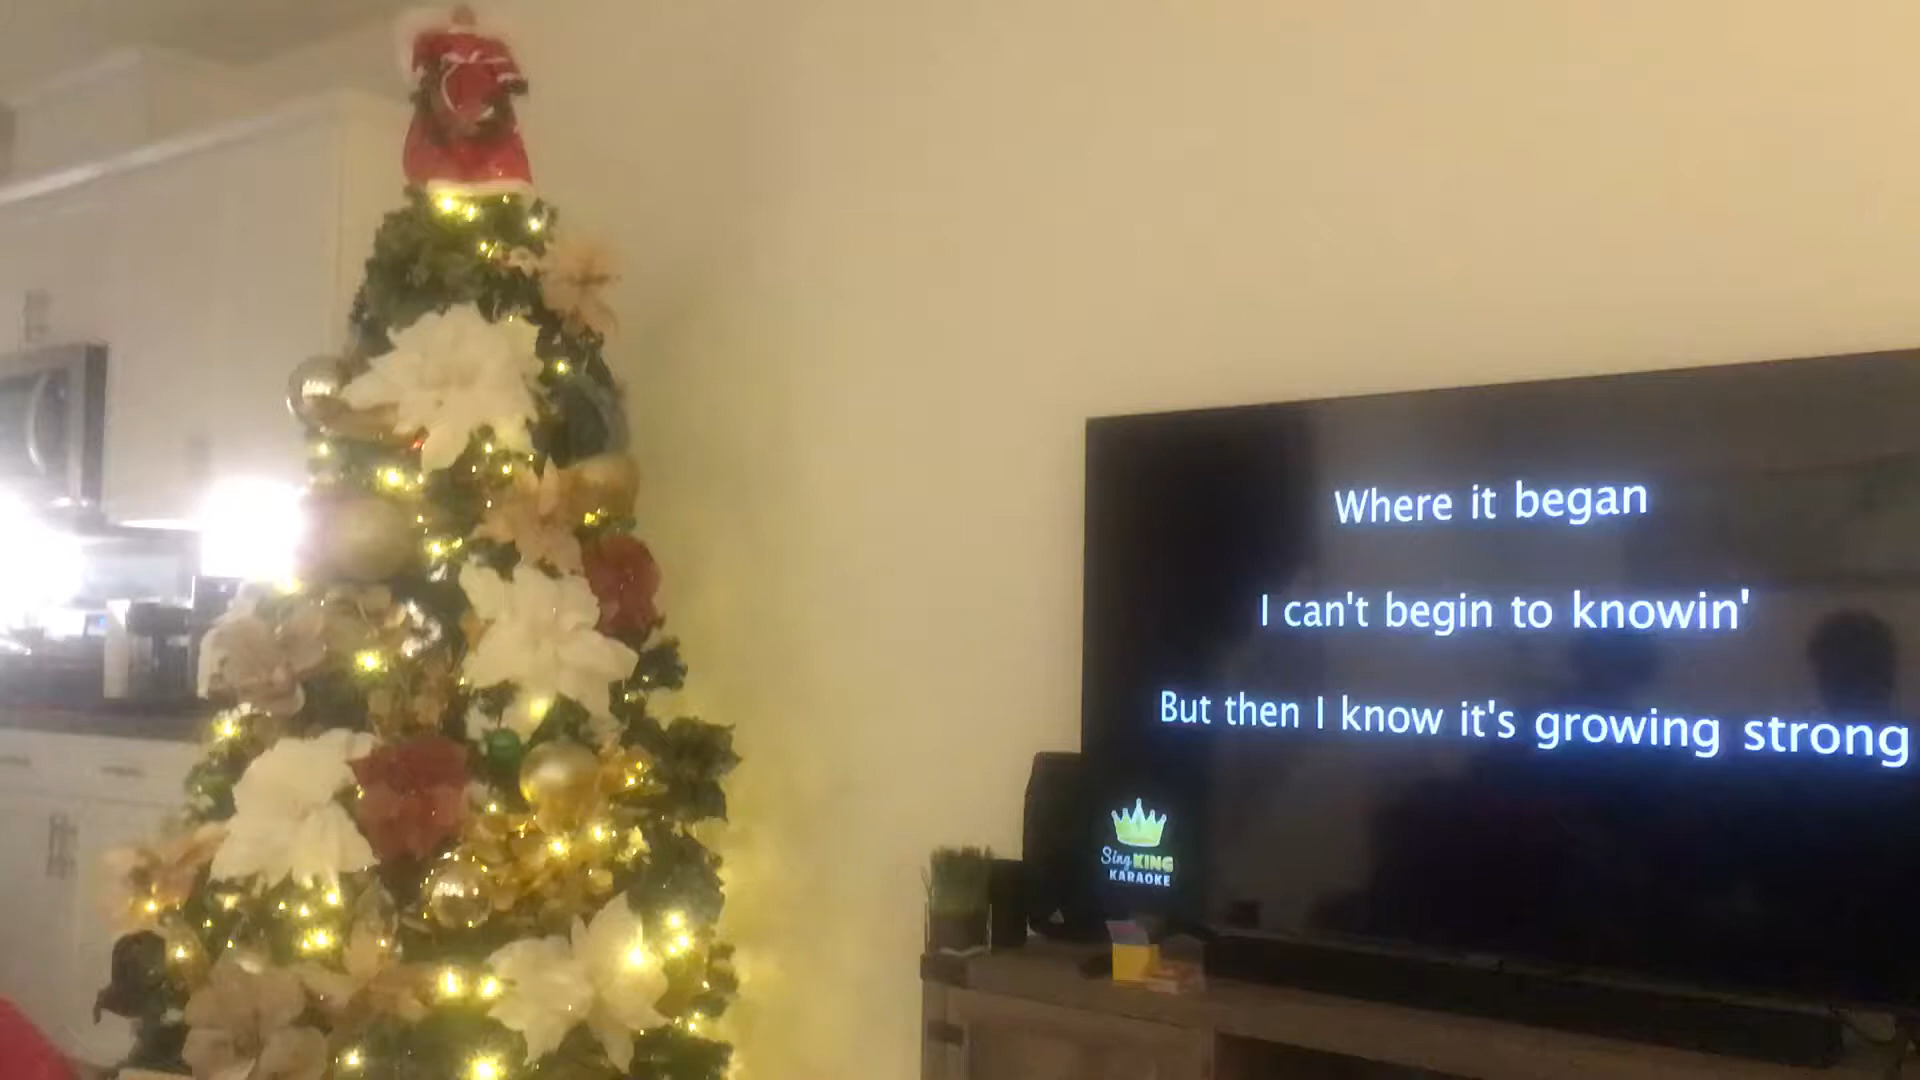 Where it began
I can't begin to knowin'
But then I know it's growing strong
Sing KING
KARAOKE